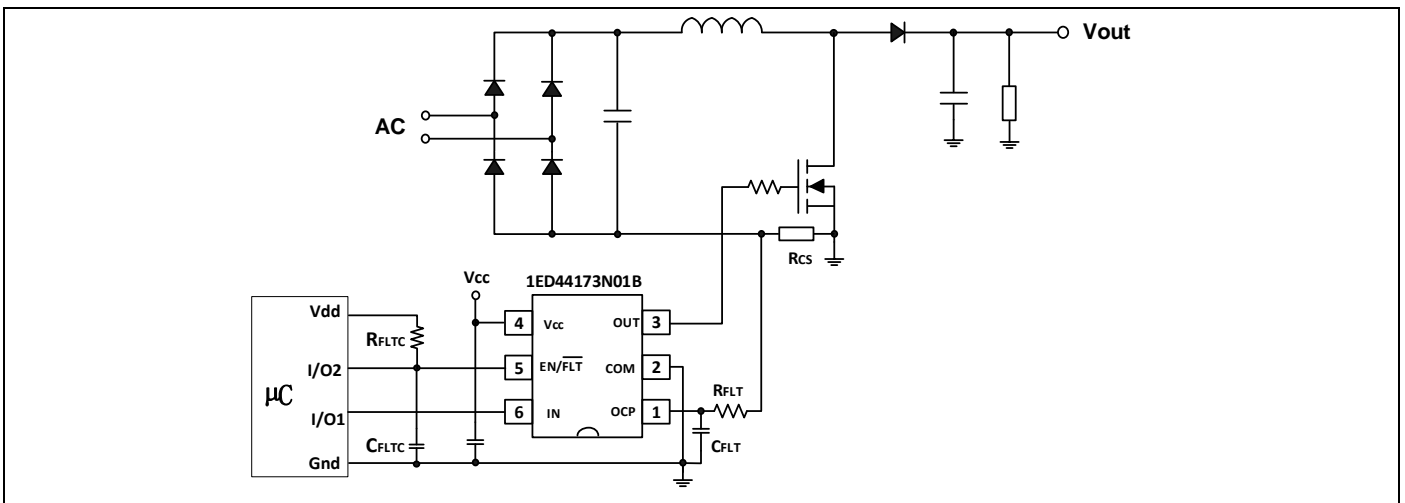 Vout
AC
RCS
Vcc
1ED44173N01B
Vdd
4 Vcc OUT 3
RFLTC
I/O2
5 EN/FLT COM 2
μC
RFLT
I/O1
6 IN OCP 1
CFLTC
CFLT
Gnd